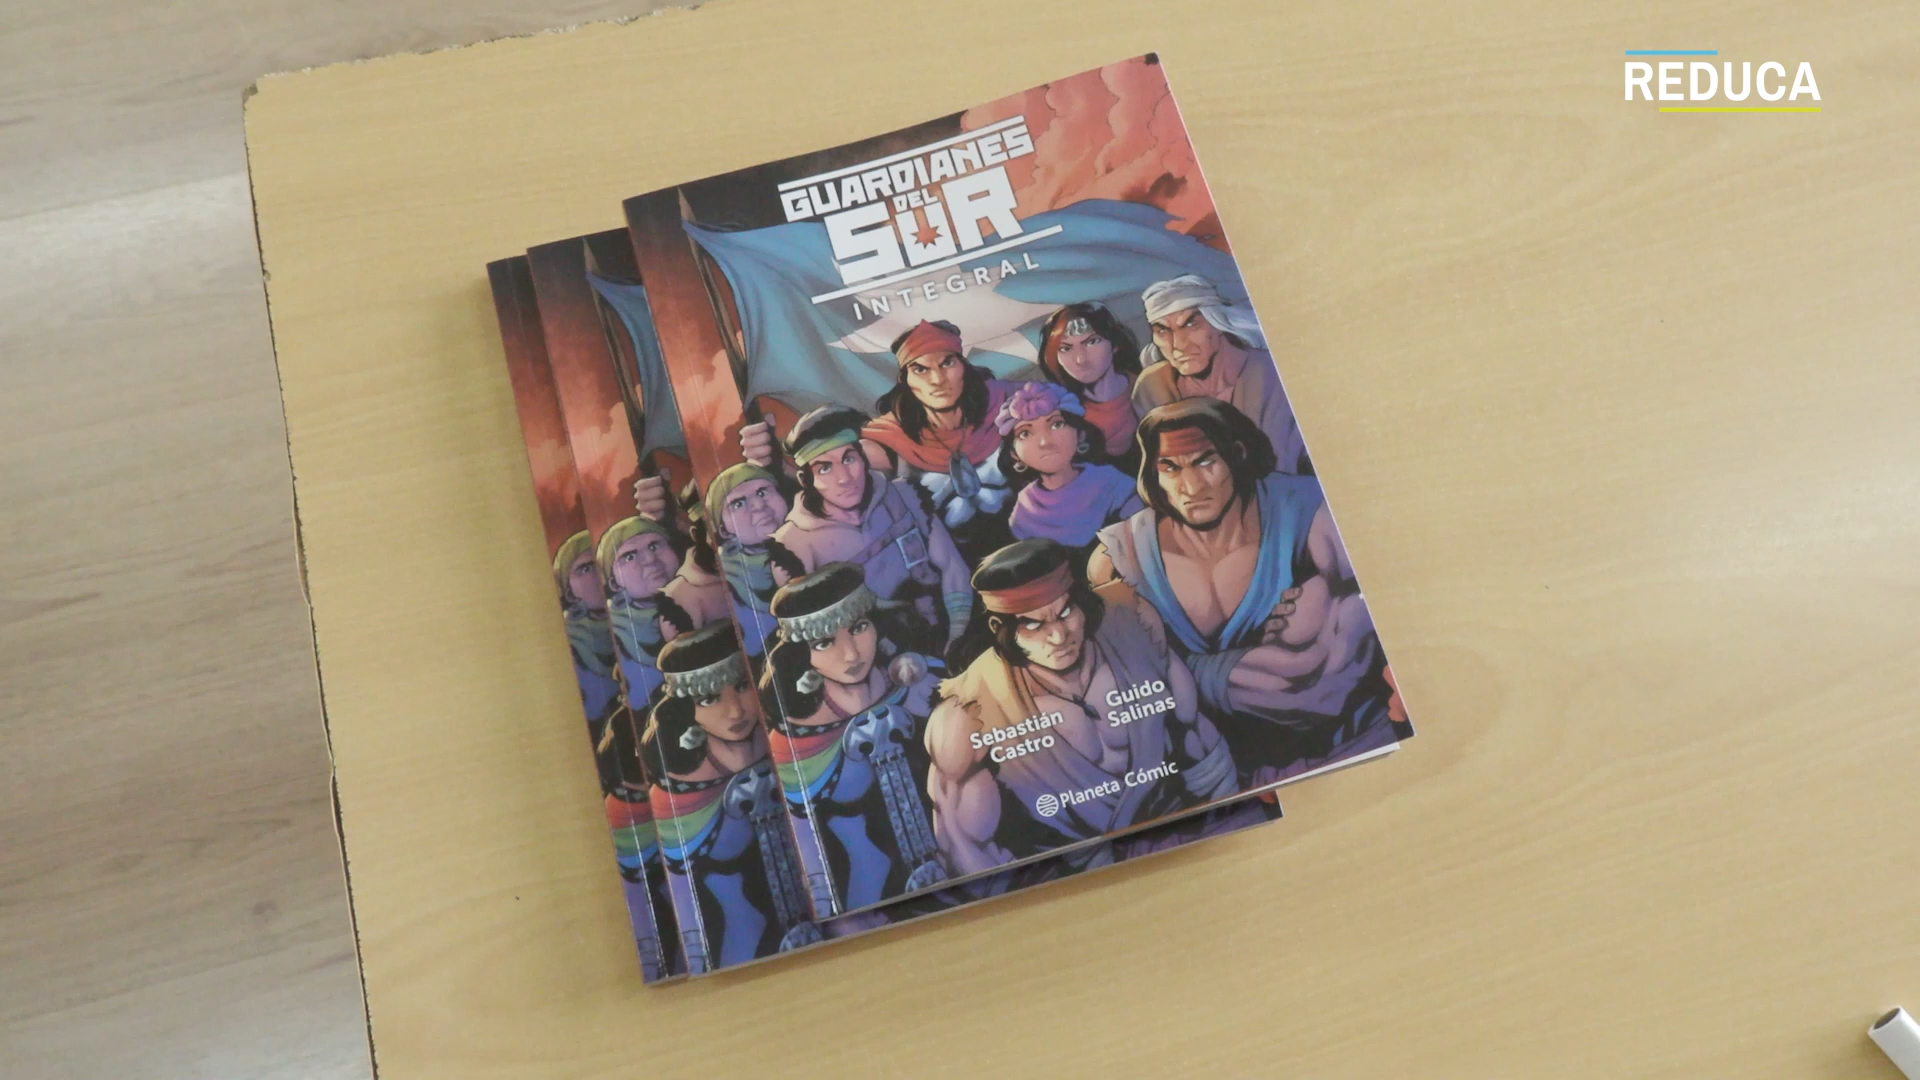 REDUCA
GUARDIANES
DEL
SUR
INTEGRAL
Sebastián
Castro
Guido
Salinas
Planeta Cómic